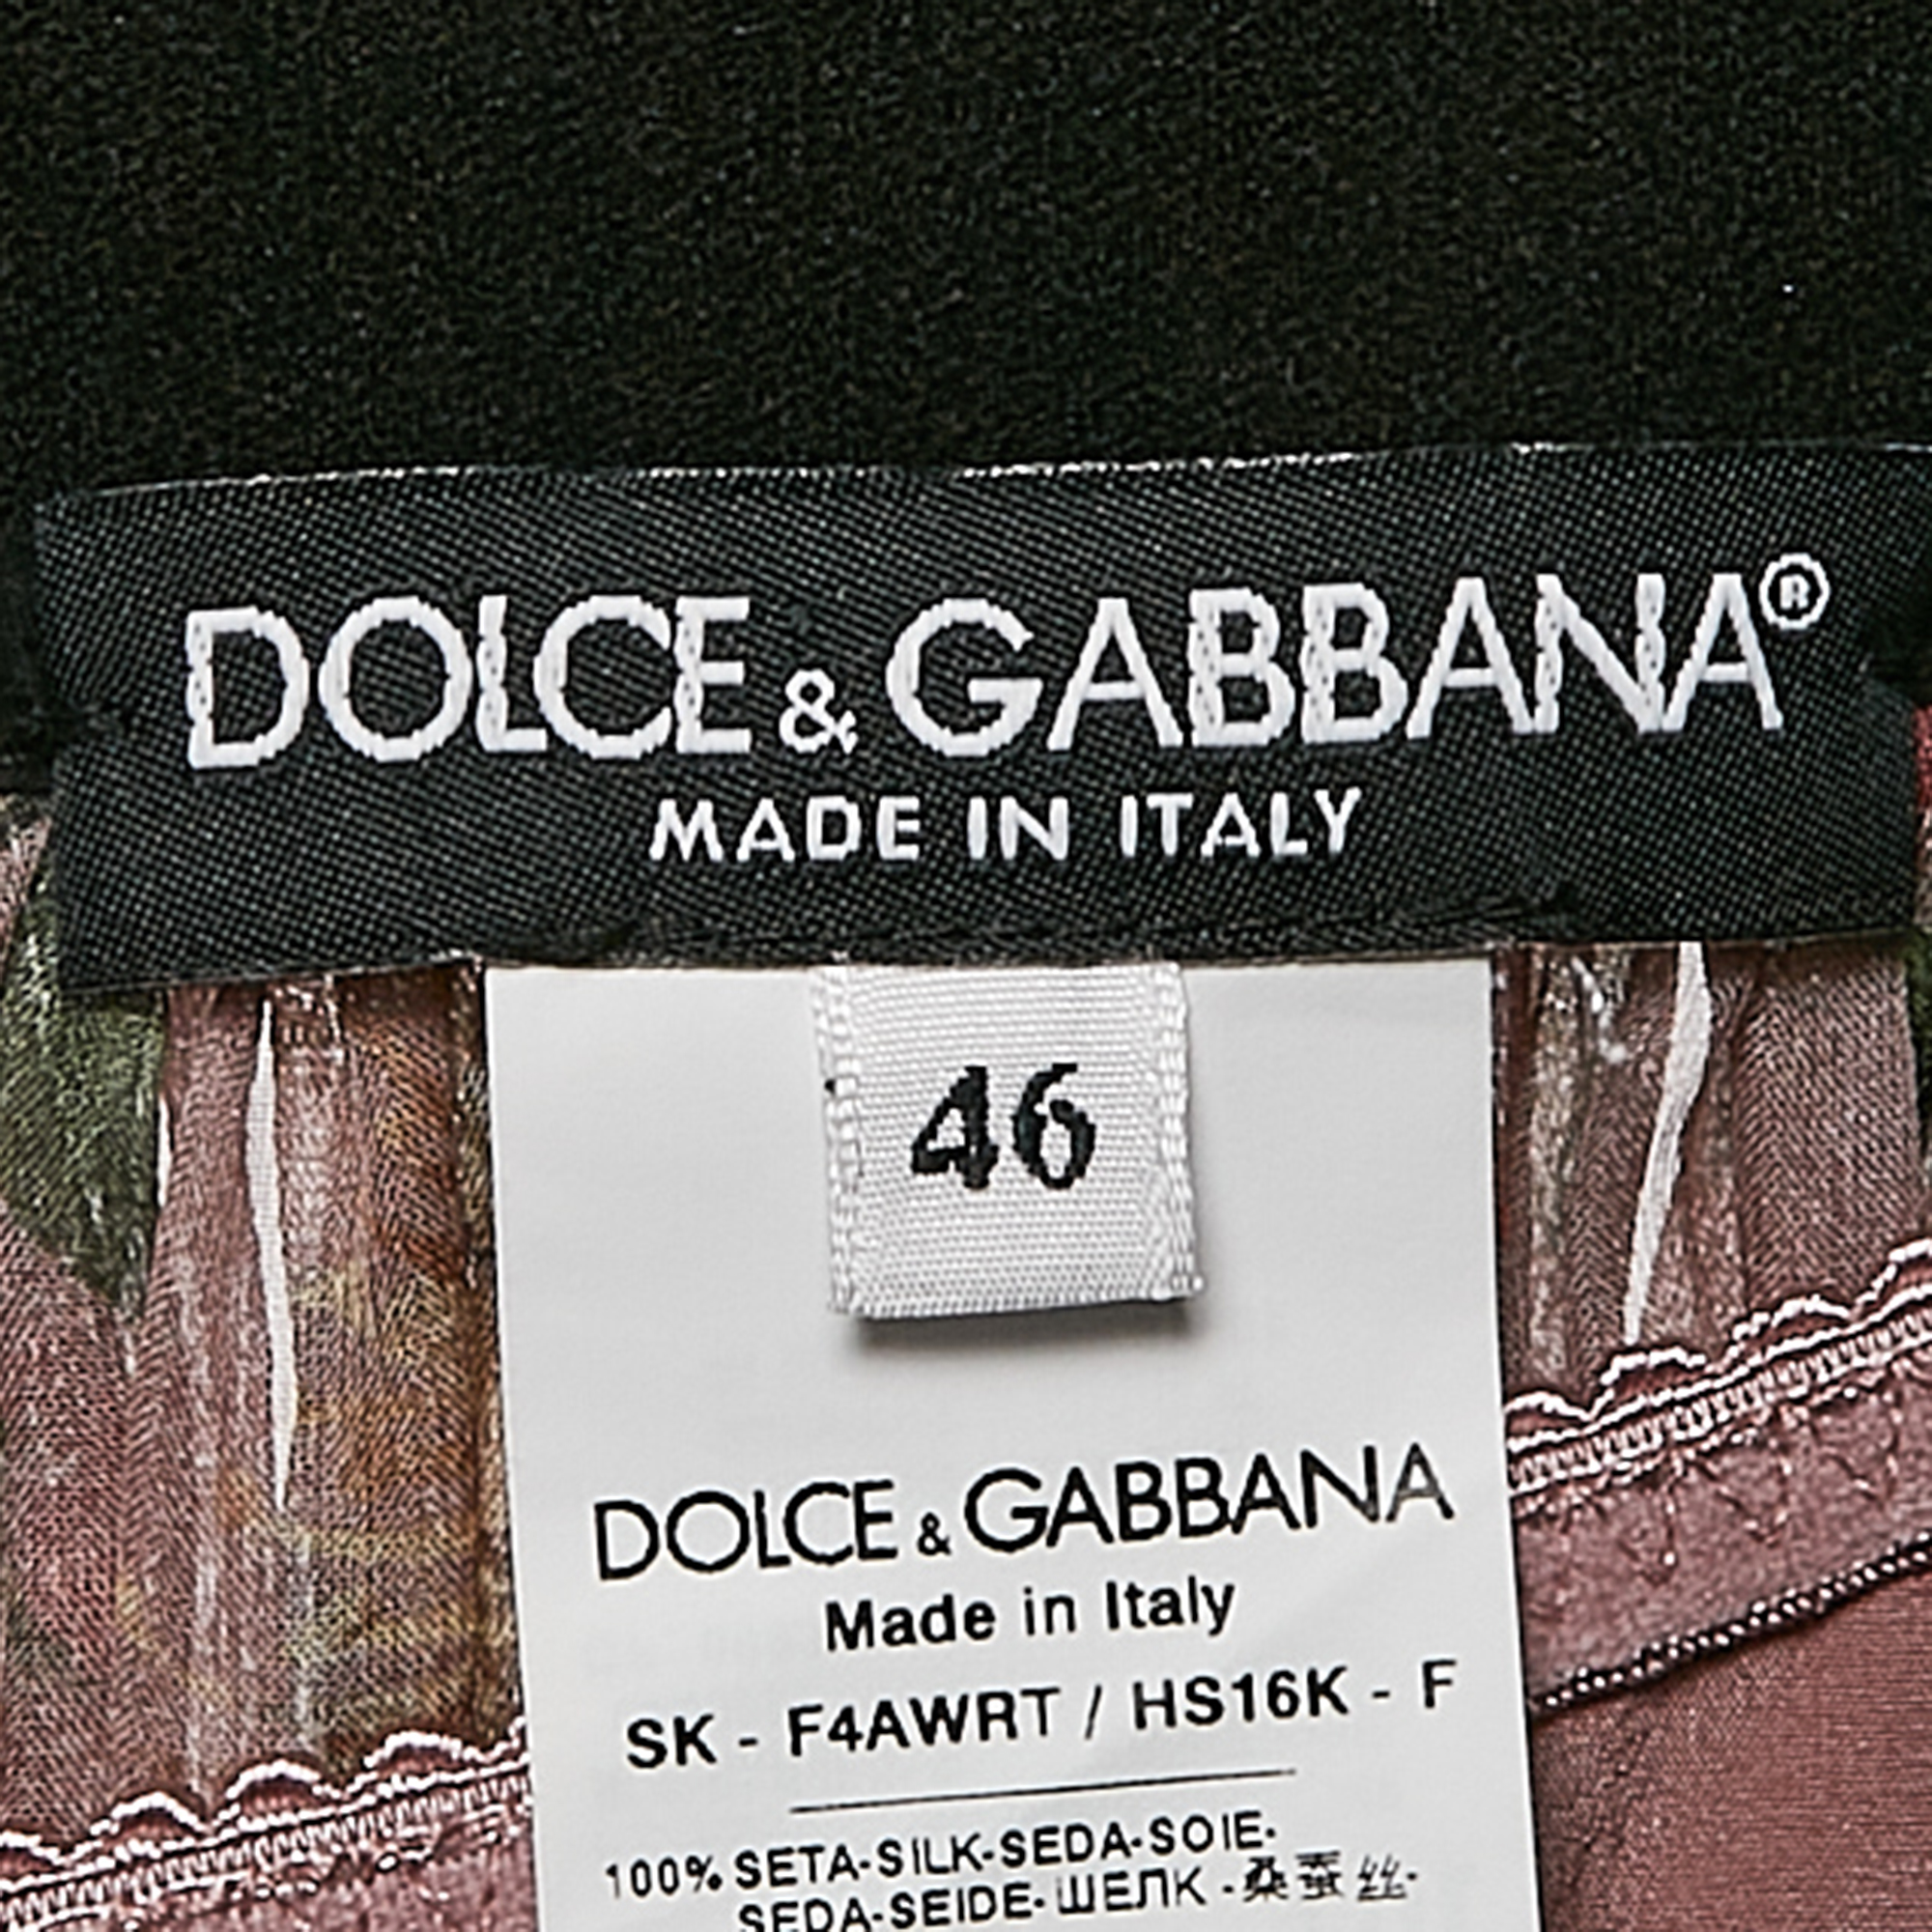 DOLCE & GABBANA®
MADE IN ITALY
46
DOLCE & GABBANA
Made in Italy
SK - F4AWRT / HS16K - F
100% SETA-SILK-SEDA-SOIE-
SEDA-SEIDE-ШЕЛК-桑蚕丝-